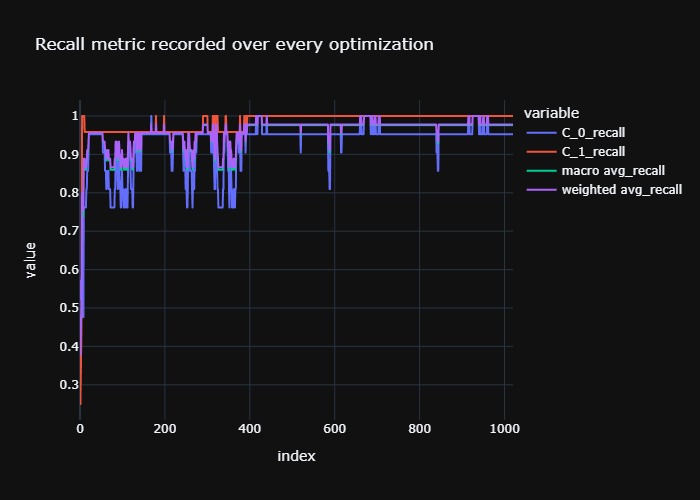 Recall metric recorded over every optimization
variable
C_0_recall
C_1_recall
macro avg_recall
weighted avg_recall
value
1
0.9
0.8
0.7
0.6
0.5
0.4
0.3
0
200
400
600
800
1000
index